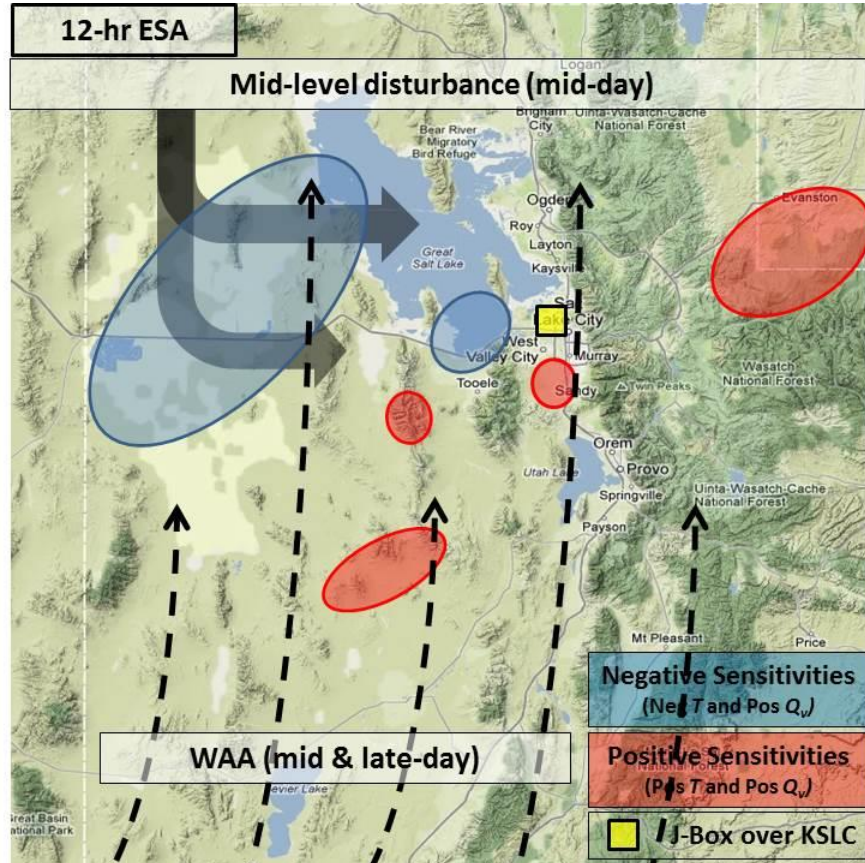 12-hr ESA
Logan
Mid-level disturbance (mid-day)
Brigham
City
Uinta-Wasatch-Cache
National Forest
Bear River
Migratory
Bird Refuge
Evanston
Ogden
Roy
Layton
Kaysville
Great
Salt Lake
Lake City
West
Valley City
Murray
Tooele
Sandy
Twin Peaks
Wasatch
National Forest
Orem
Provo
Utah Lake
Springville
Uinta-Wasatch-Cache
National Forest
Payson
Mt Pleasant
Price
Negative Sensitivities
(Neg T and Pos Qv)
WAA (mid & late-day)
Positive Sensitivities
National Forest
(Pos T and Pos Qv)
Great Basin
National Park
J-Box over KSLC